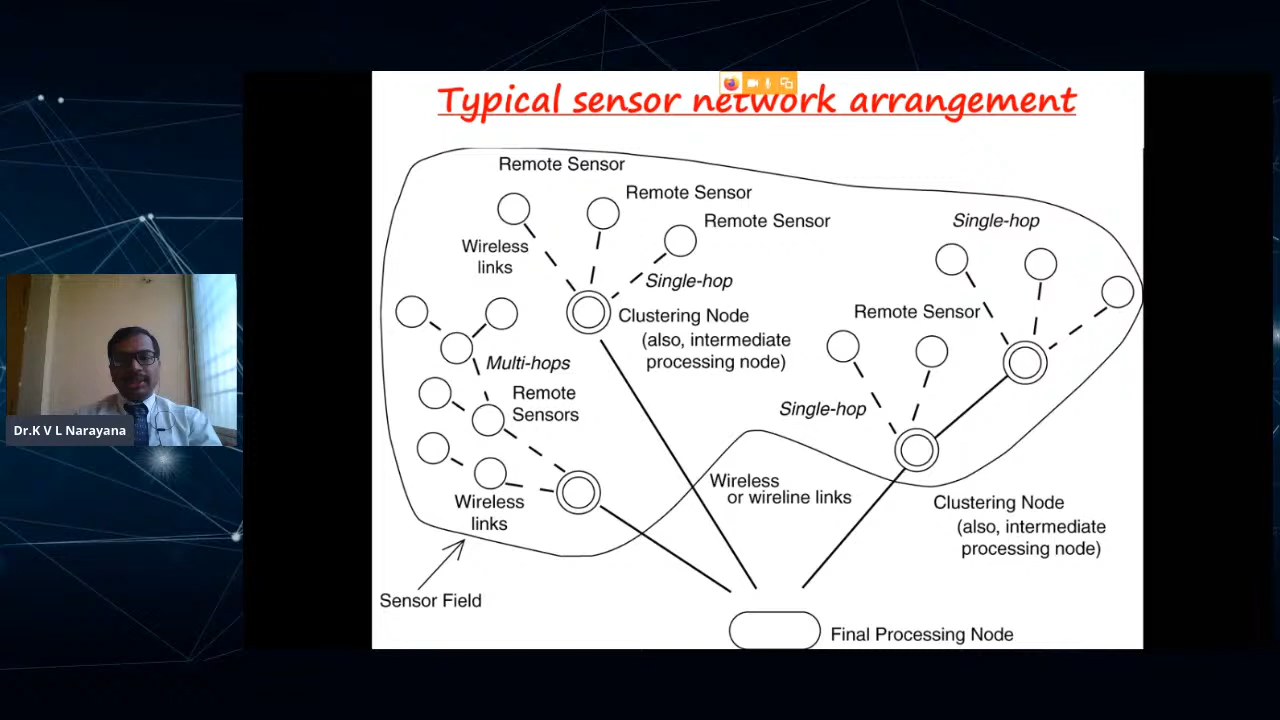 Typical sensor network arrangement
Remote Sensor
Remote Sensor
Remote Sensor
Wireless
links
Single-hop
Single-hop
Clustering Node
(also, intermediate
processing node)
Remote Sensor
Multi-hops
Remote
Sensors
Single-hop
Dr.K V L Narayana
Wireless
or wireline links
Wireless
links
Clustering Node
(also, intermediate
processing node)
Sensor Field
Final Processing Node